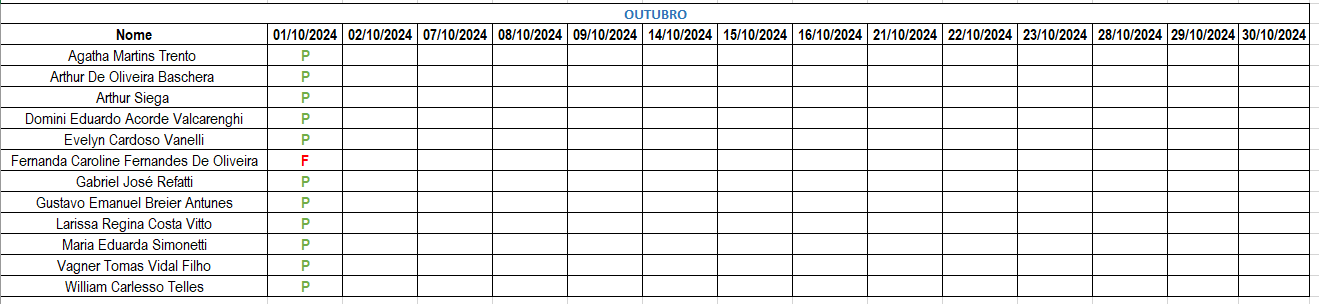 OUTUBRO
Nome 01/10/2024 02/10/2024 07/10/2024 08/10/2024 09/10/2024 14/10/2024 15/10/2024 16/10/2024 21/10/2024 22/10/2024 23/10/2024 28/10/2024 29/10/2024 30/10/2024
Agatha Martins Trento P
Arthur De Oliveira Baschera P
Arthur Siega P
Domini Eduardo Acorde Valcarenghi P
Evelyn Cardoso Vanelli P
Fernanda Caroline Fernandes De Oliveira F
Gabriel José Refatti P
Gustavo Emanuel Breier Antunes P
Larissa Regina Costa Vitto P
Maria Eduarda Simonetti P
Vagner Tomas Vidal Filho P
William Carlesso Telles P